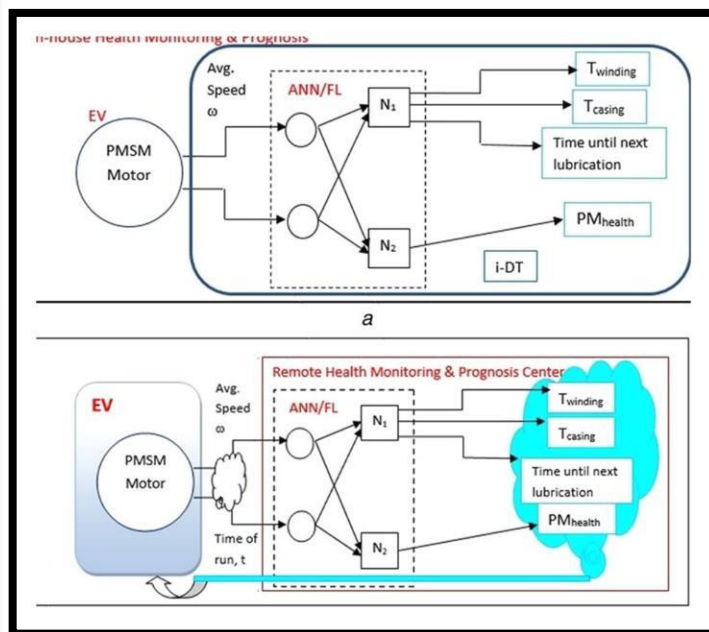 n-house Health Monitoring & Prognosis
Avg.
Speed
ω
EV
PMSM
Motor
ANN/FL
N₁
N₂
Twinding
Tcasing
Time until next
lubrication
PMhealth
i-DT
a
Remote Health Monitoring & Prognosis Center
EV
PMSM
Motor
Avg.
Speed
ω
Time of
run, t
ANN/FL
N₁
N₂
Twinding
Tcasing
Time until next
lubrication
PMhealth